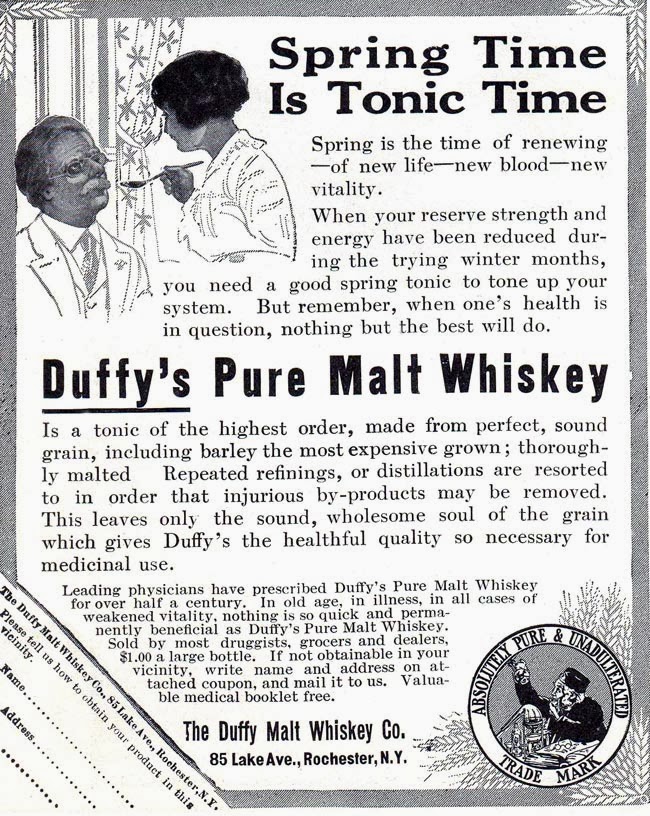 Spring Time
Is Tonic Time
Spring is the time of renewing
—of new life—new blood—new
vitality.
When your reserve strength and
energy have been reduced dur-
ing the trying winter months,
you need a good spring tonic to tone up your
system. But remember, when one's health is
in question, nothing but the best will do.
Duffy's Pure Malt Whiskey
Is a tonic of the highest order, made from perfect, sound
grain, including barley the most expensive grown; thorough-
ly malted Repeated refinings, or distillations are resorted
to in order that injurious by-products may be removed.
This leaves only the sound, wholesome soul of the grain
which gives Duffy's the healthful quality so necessary for
medicinal use.
Leading physicians have prescribed Duffy's Pure Malt Whiskey
for over half a century. In old age, in illness, in all cases of
weakened vitality, nothing is so quick and perma-
nently beneficial as Duffy's Pure Malt Whiskey.
Sold by most druggists, grocers and dealers,
$1.00 a large bottle. If not obtainable in your
vicinity, write name and address on at-
tached coupon, and mail it to us. Valua-
ble medical booklet free.
The Duffy Malt Whiskey Co.
85 Lake Ave., Rochester, N.Y.
The Duffy Malt Whiskey Co., 85 Lake Ave., Rochester, N.Y.
Please tell us how to obtain your product in this
vicinity.
Name
Address
ABSOLUTELY PURE & UNADULTERATED
TRADE MARK